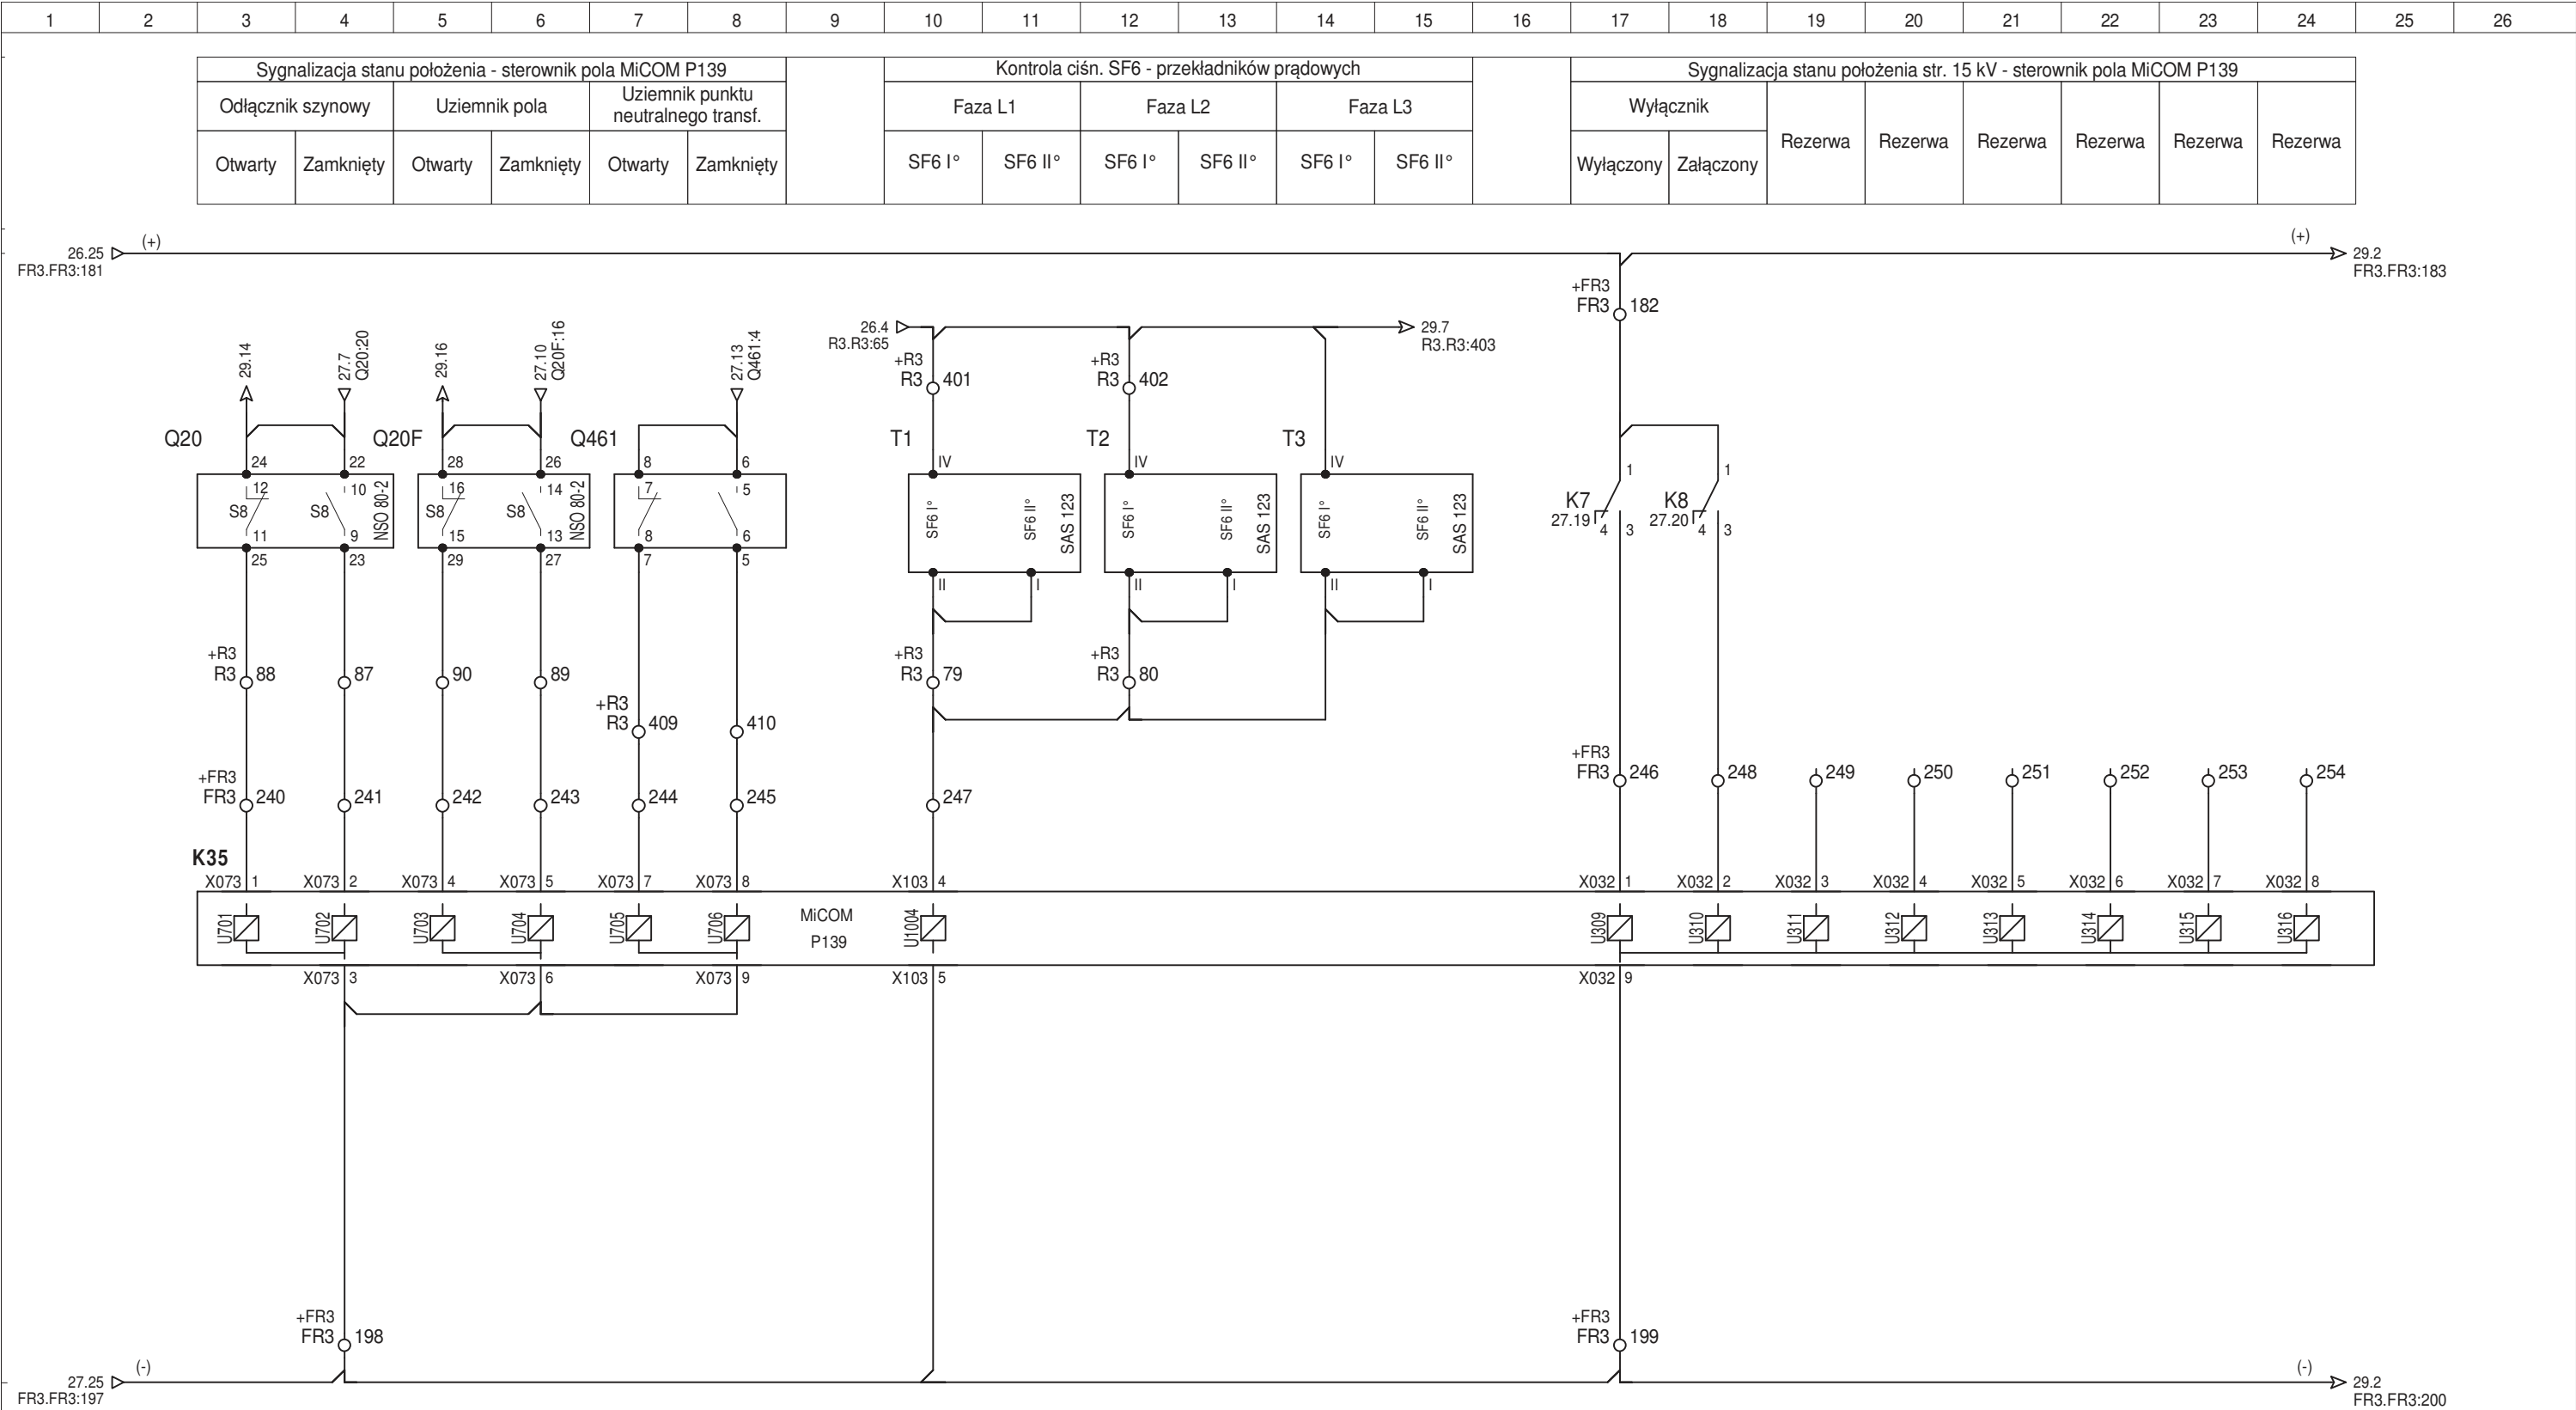 1 2 3 4 5 6 7 8 9 10 11 12 13 14 15 16 17 18 19 20 21 22 23 24 25 26
Sygnalizacja stanu położenia - sterownik pola MiCOM P139
Kontrola ciśn. SF6 - przekładników prądowych
Sygnalizacja stanu położenia str. 15 kV - sterownik pola MiCOM P139
Odłącznik szynowy
Uziemnik pola
Uziemnik punktu
neutralnego transf.
Faza L1
Faza L2
Faza L3
Wyłącznik
Rezerwa Rezerwa Rezerwa Rezerwa Rezerwa Rezerwa
Otwarty Zamknięty Otwarty Zamknięty Otwarty Zamknięty
SF6 I° SF6 II° SF6 I° SF6 II° SF6 I° SF6 II°
Wyłączony Załączony
(+) (+)
26.25
FR3.FR3:181
29.2
FR3.FR3:183
+FR3
FR3 182
26.4
R3.R3:65
29.7
R3.R3:403
29.14
27.7
Q20:20
29.16
27.10
Q20F:16
27.13
Q461:4
+R3
R3 401
+R3
R3 402
Q20 Q20F Q461 T1 T2 T3
24 22 28 26 8 6 IV IV IV
1 1
12 10 16 14 7 5
S8 S8 NSO 80-2 S8 S8 NSO 80-2
SF6 I° SF6 II° SAS 123
SF6 I° SF6 II° SAS 123
SF6 I° SF6 II° SAS 123
K7
27.19
4 3
K8
27.20
4 3
11 9 15 13 8 6
25 23 29 27 7 5
II I II I II I
+R3
R3 88 87 90 89
+R3
R3 79
+R3
R3 80
+R3
R3 409 410
+FR3
FR3 246 248 249 250 251 252 253 254
+FR3
FR3 240 241 242 243 244 245 247
K35
X073 1 X073 2 X073 4 X073 5 X073 7 X073 8 X103 4 X032 1 X032 2 X032 3 X032 4 X032 5 X032 6 X032 7 X032 8
U701 U702 U703 U704 U705 U706
MiCOM
P139
U1004 U309 U310 U311 U312 U313 U314 U315 U316
X073 3 X073 6 X073 9 X103 5 X032 9
+FR3
FR3 198
+FR3
FR3 199
(-) (-)
27.25
FR3.FR3:197
29.2
FR3.FR3:200